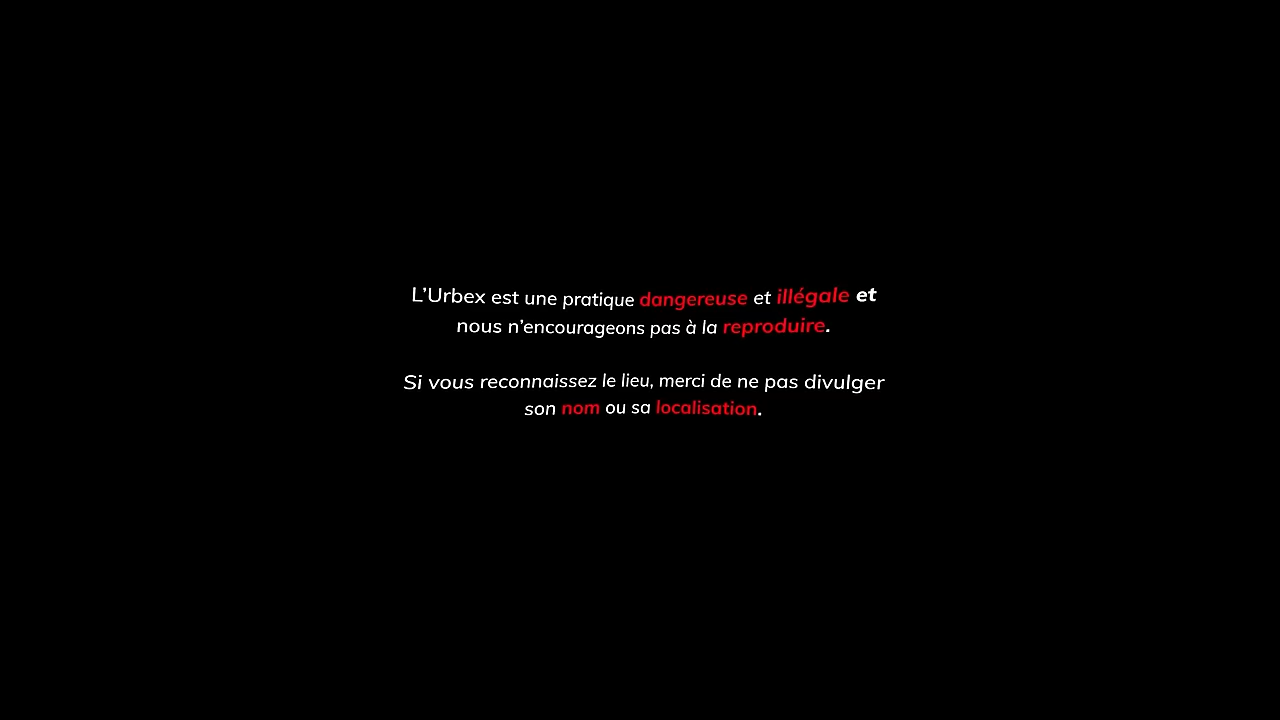 L’Urbex est une pratique dangereuse et illégale et
nous n’encourageons pas à la reproduire.
Si vous reconnaissez le lieu, merci de ne pas divulger
son nom ou sa localisation.